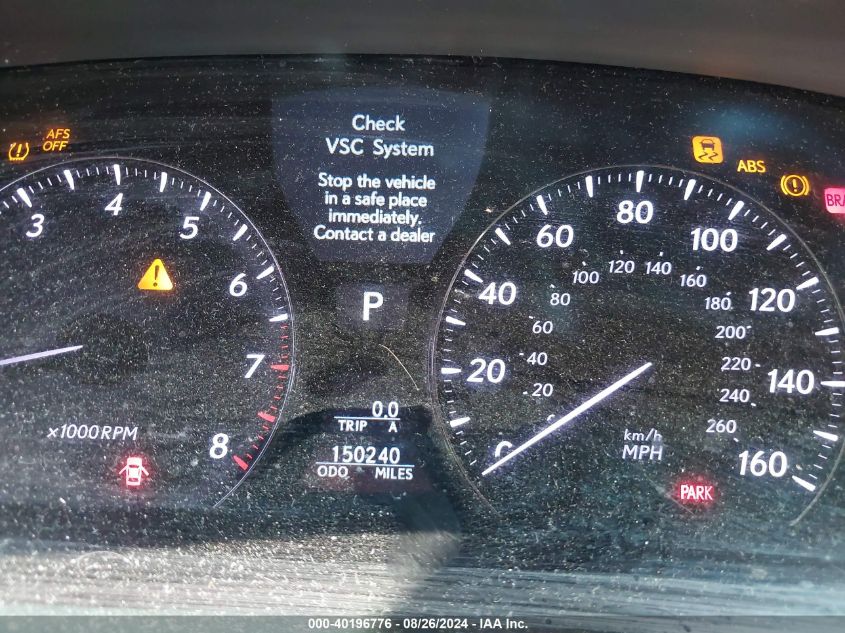 Check
VSC System
Stop the vehicle
in a safe place
immediately.
Contact a dealer
AFS
OFF
ABS
BRA
3
4
5
6
7
8
x1000RPM
P
0.0
TRIP A
150240
ODO MILES
0
20
40
60
80
100
120
140
160
20
40
60
80
100
120
140
160
180
200
220
240
260
km/h
MPH
PARK
000-40196776 - 08/26/2024 - IAA Inc.